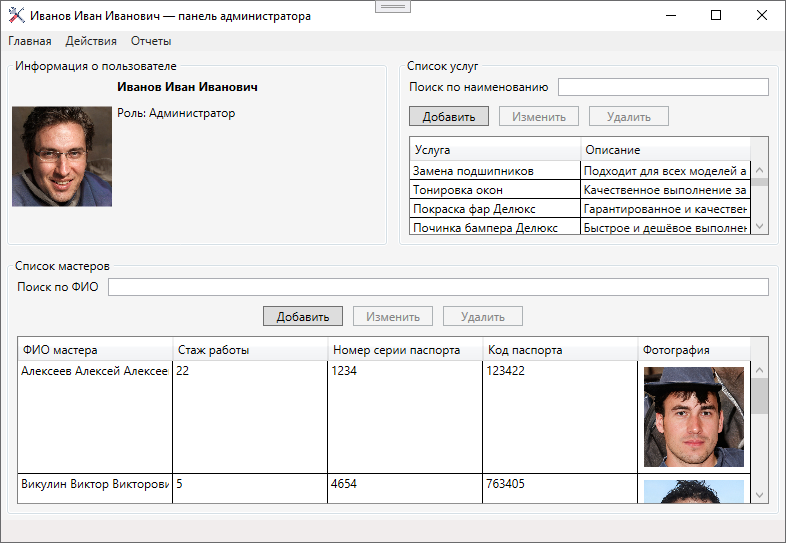 Иванов Иван Иванович — панель администратора
Главная Действия Отчеты
Информация о пользователе
Иванов Иван Иванович
Роль: Администратор
Список услуг
Поиск по наименованию
Добавить Изменить Удалить
Услуга Описание
Замена подшипников Подходит для всех моделей а
Тонировка окон Качественное выполнение за
Покраска фар Делюкс Гарантированное и качествен
Починка бампера Делюкс Быстрое и дешёвое выполнен
Список мастеров
Поиск по ФИО
Добавить Изменить Удалить
ФИО мастера Стаж работы Номер серии паспорта Код паспорта Фотография
Алексеев Алексей Алексее 22 1234 123422
Викулин Виктор Викторови 5 4654 763405